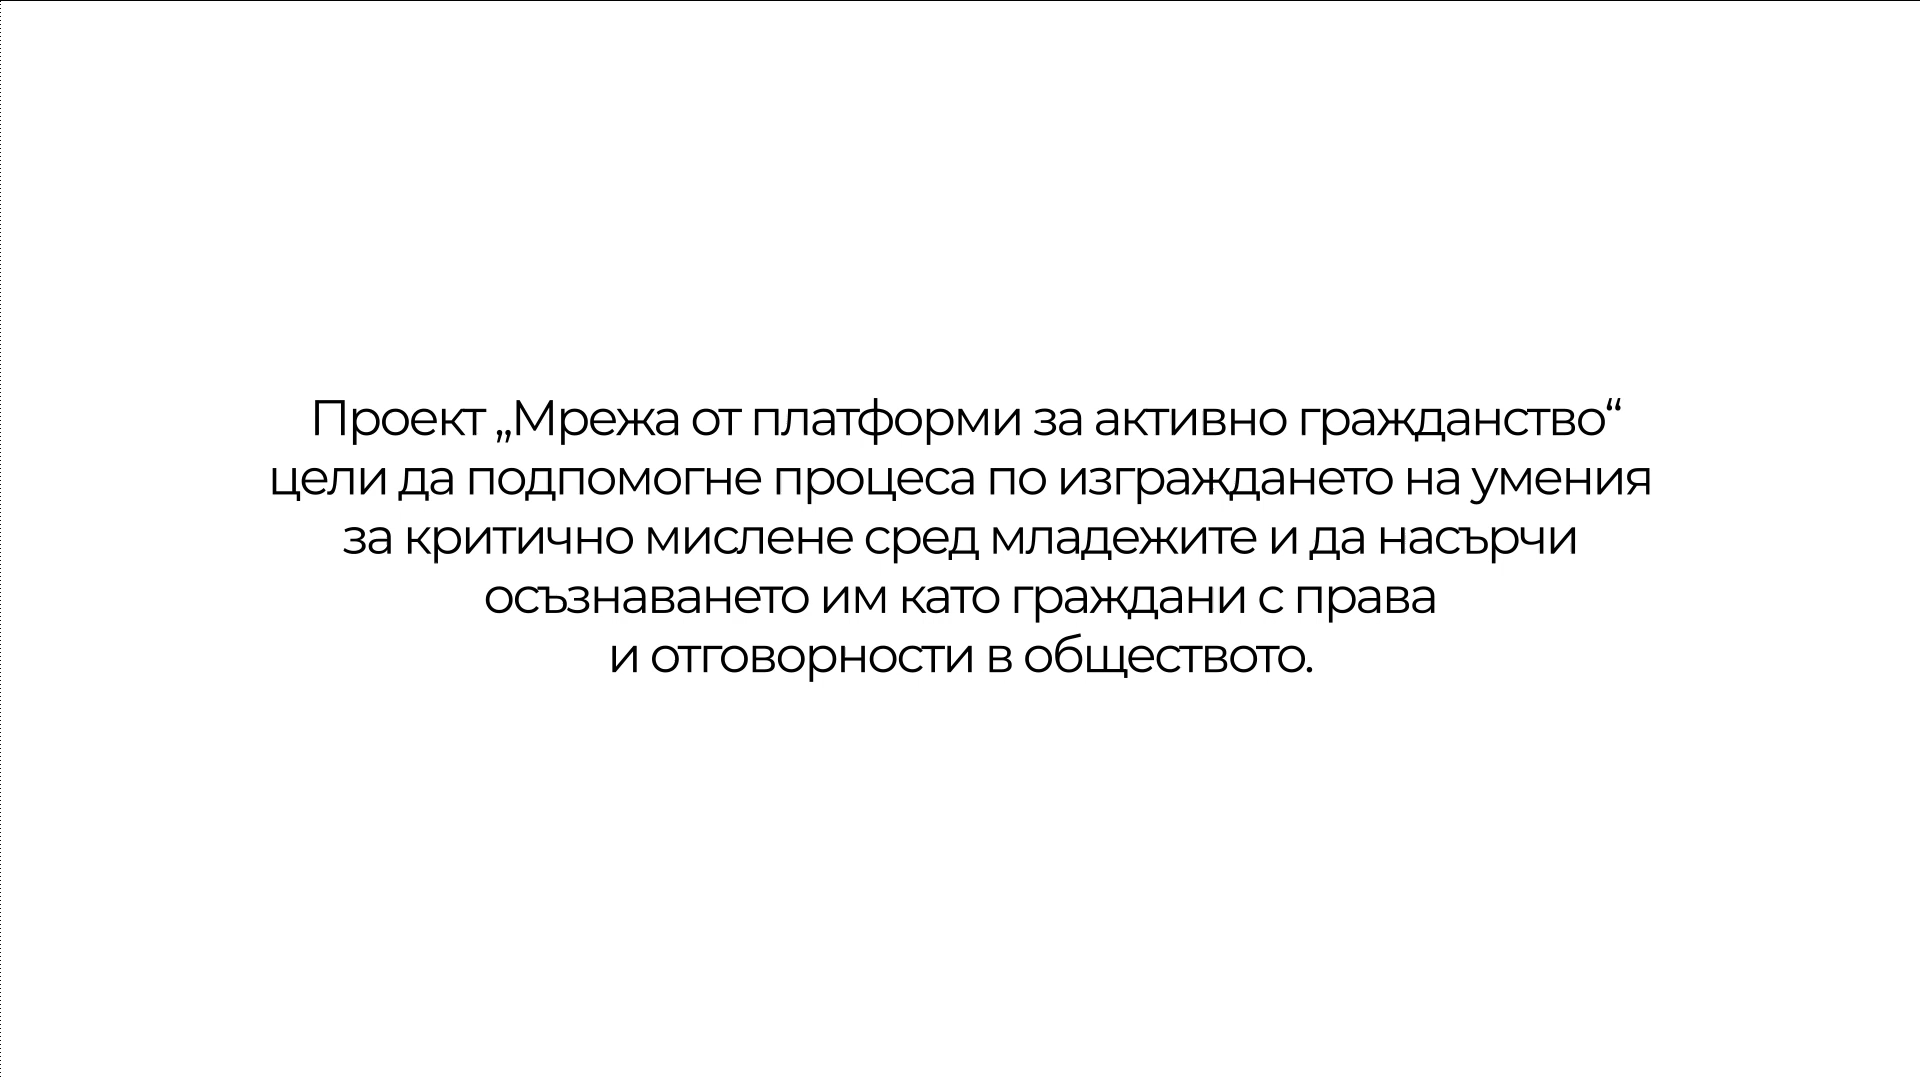 Проект „Мрежа от платформи за активно гражданство“
цели да подпомогне процеса по изграждането на умения
за критично мислене сред младежите и да насърчи
осъзнаването им като граждани с права
и отговорности в обществото.